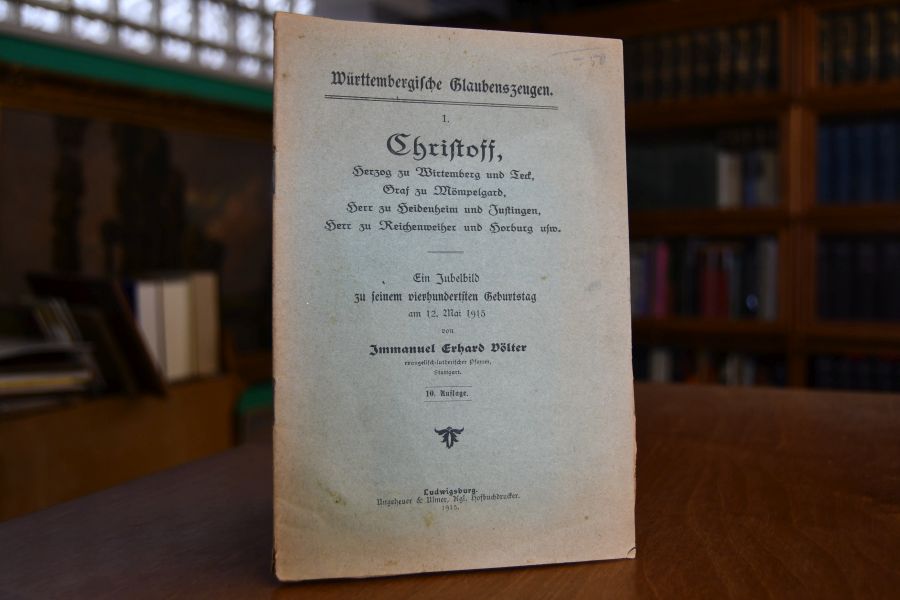 Württembergische Glaubenszeugen.
I.
Christoff,
Herzog zu Wirtemberg und Teck,
Graf zu Mömpelgard,
Herr zu Heidenheim und Justingen,
Herr zu Reichenweiher und Horburg usw.
Ein Jubelbild
zu seinem vierhundertsten Geburtstag
am 12. Mai 1915
von
Immanuel Erhard Völter
evangelisch-lutherischer Pfarrer,
Stuttgart.
10. Auflage.
Ludwigsburg.
Ungeheuer & Ulmer, Kgl. Hofbuchdrucker.
1915.